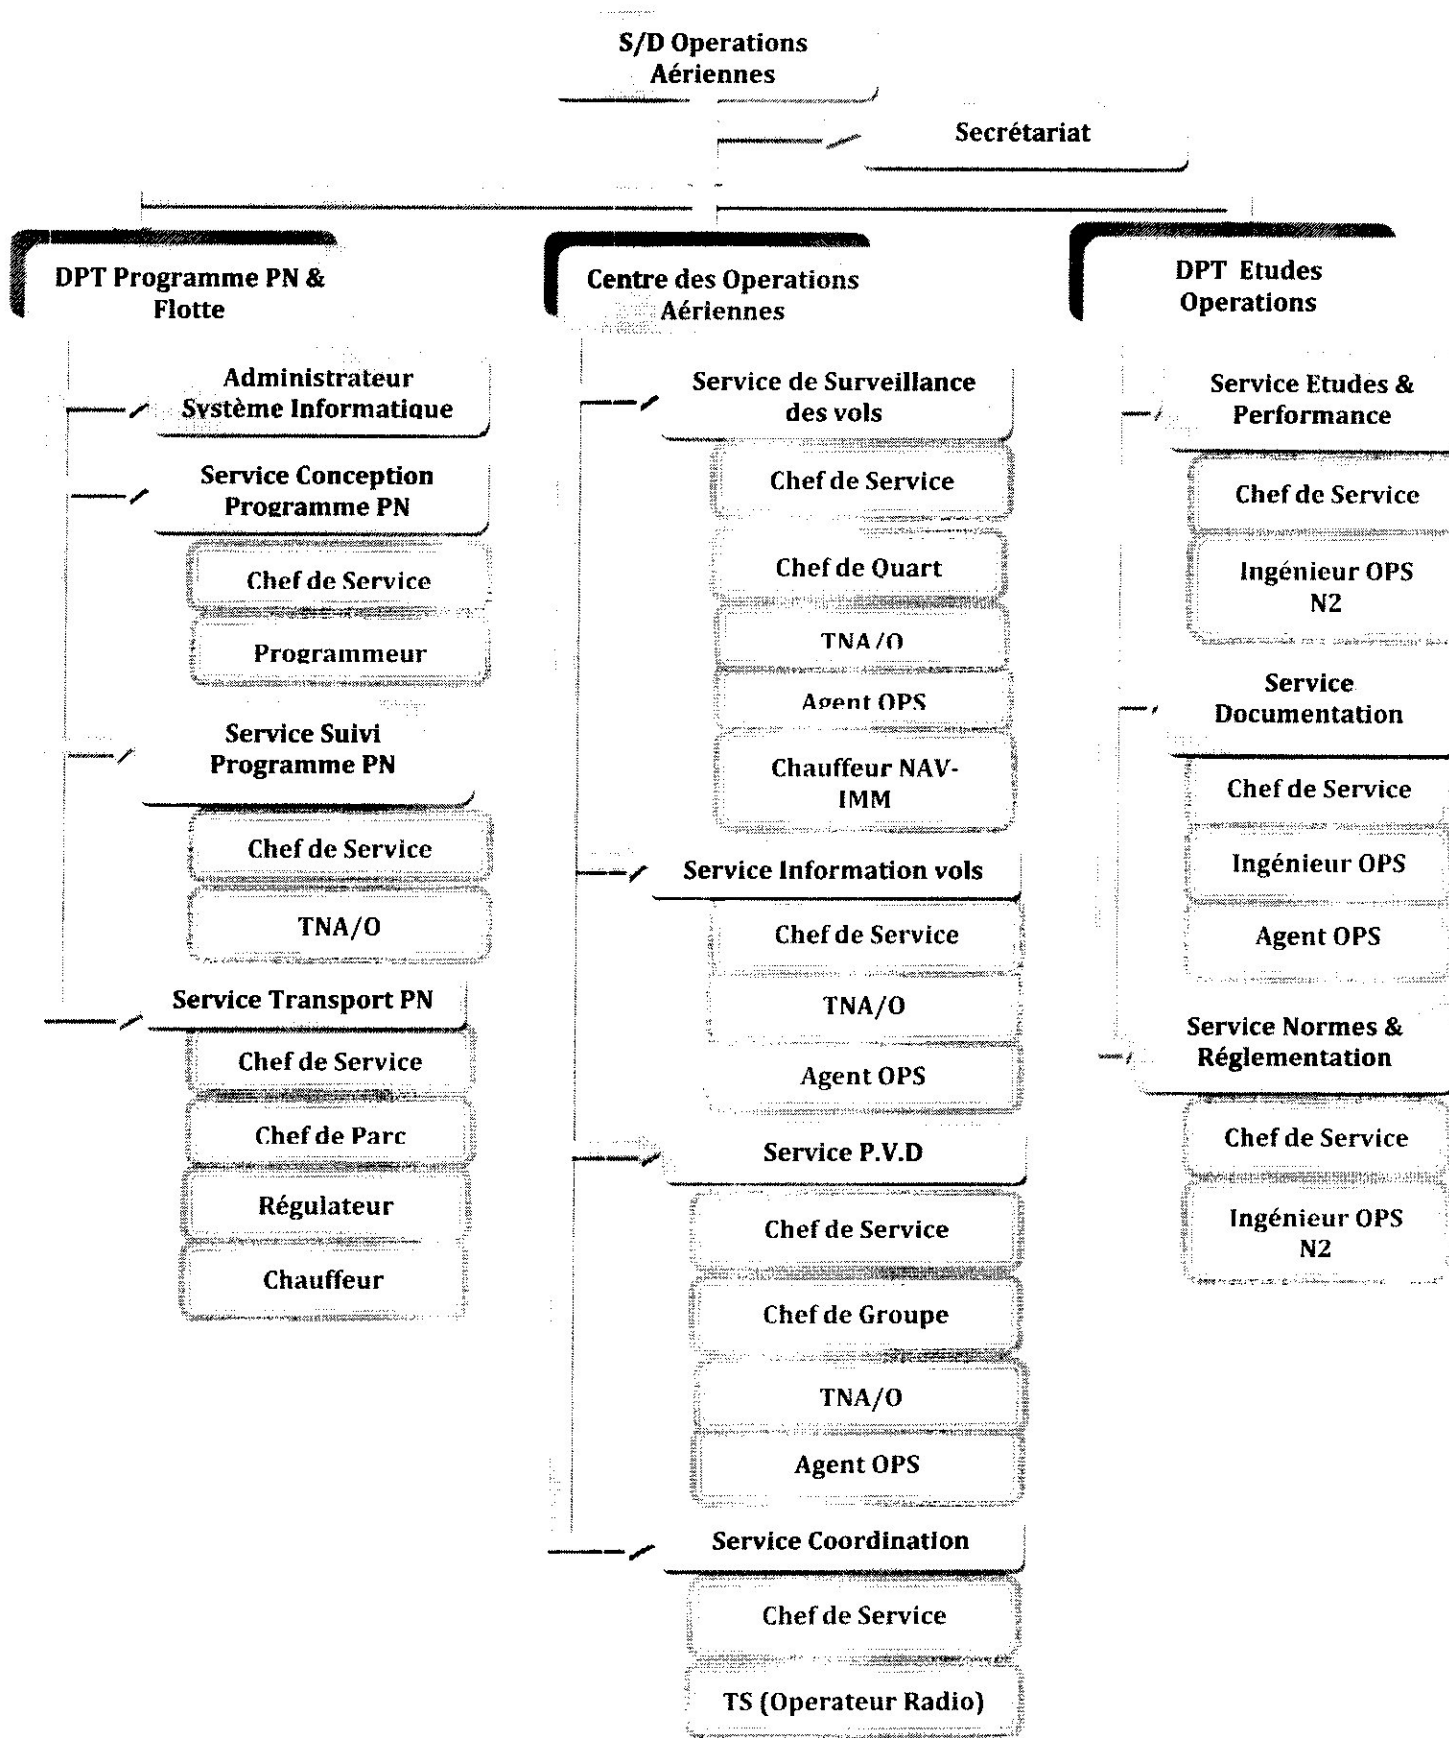 S/D Operations
Aériennes
Secrétariat
DPT Programme PN &
Flotte
Administrateur
Système Informatique
Service Conception
Programme PN
Chef de Service
Programmeur
Service Suivi
Programme PN
Chef de Service
TNA/O
Service Transport PN
Chef de Service
Chef de Parc
Régulateur
Chauffeur
Centre des Operations
Aériennes
Service de Surveillance
des vols
Chef de Service
Chef de Quart
TNA/O
Agent OPS
Chauffeur NAV-
IMM
Service Information vols
Chef de Service
TNA/O
Agent OPS
Service P.V.D
Chef de Service
Chef de Groupe
TNA/O
Agent OPS
Service Coordination
Chef de Service
TS (Operateur Radio)
DPT Etudes
Operations
Service Etudes &
Performance
Chef de Service
Ingénieur OPS
N2
Service
Documentation
Chef de Service
Ingénieur OPS
Agent OPS
Service Normes &
Réglementation
Chef de Service
Ingénieur OPS
N2